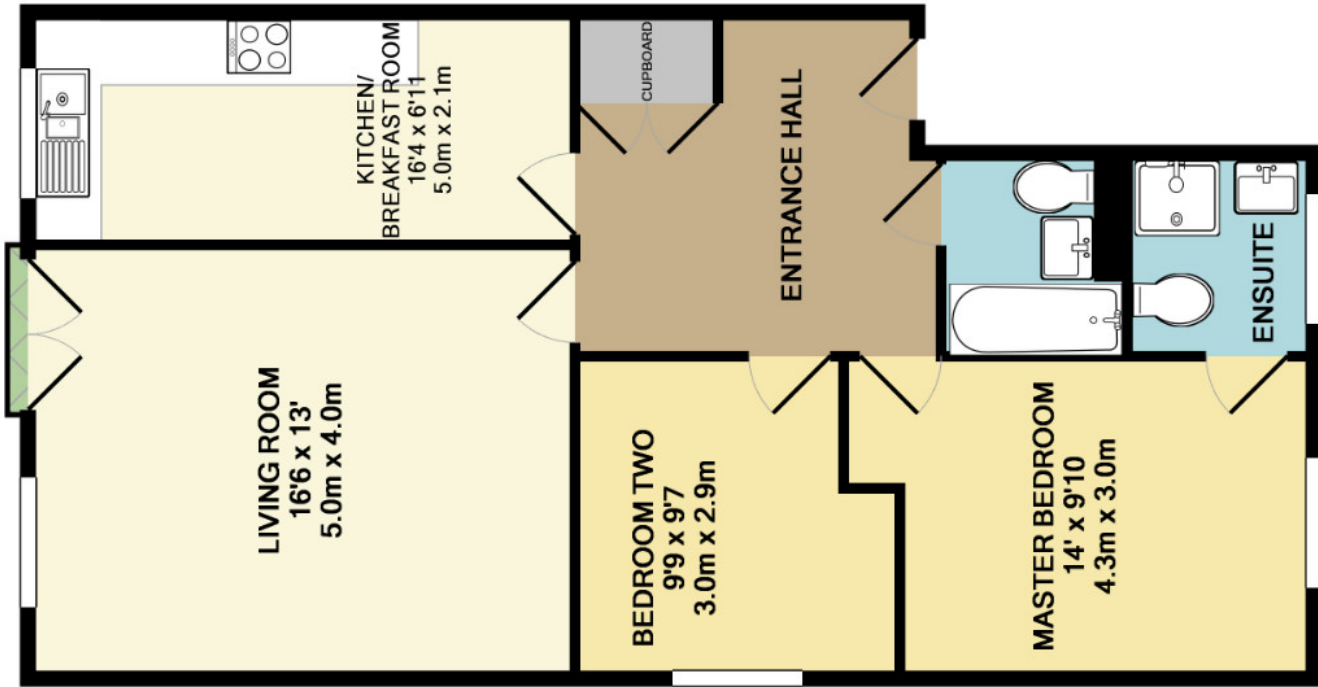 KITCHEN/
BREAKFAST ROOM
16'4 x 6'11
5.0m x 2.1m
CUPBOARD
ENTRANCE HALL
ENSUITE
LIVING ROOM
16'6 x 13'
5.0m x 4.0m
BEDROOM TWO
9'9 x 9'7
3.0m x 2.9m
MASTER BEDROOM
14' x 9'10
4.3m x 3.0m